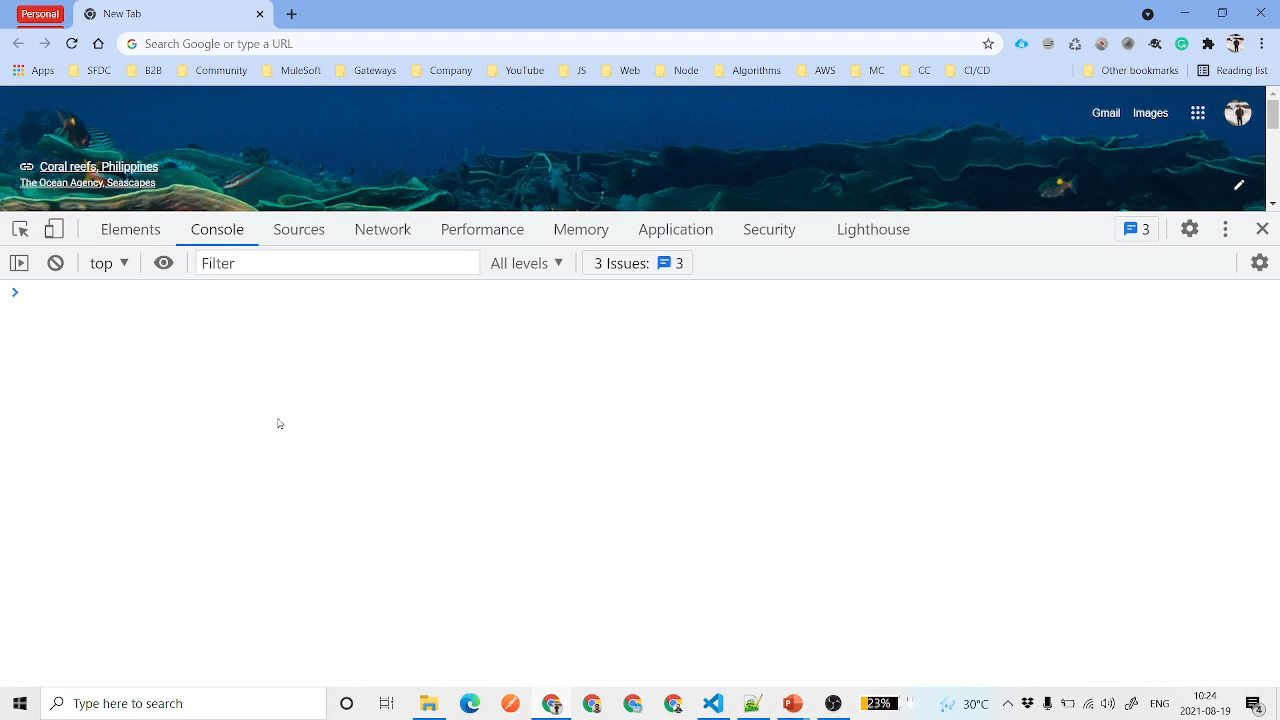 Personal
New Tab
Search Google or type a URL
Apps SFDC B2B Community MuleSoft Gateways Company YouTube JS Web Node Algorithms AWS MC CC CI/CD Other bookmarks Reading list
Gmail Images
Coral reefs, Philippines
The Ocean Agency, Seascapes
Elements Console Sources Network Performance Memory Application Security Lighthouse 3
top Filter All levels 3 Issues: 3
Type here to search
23%
30°C
ENG
10:24
2021-08-19
4